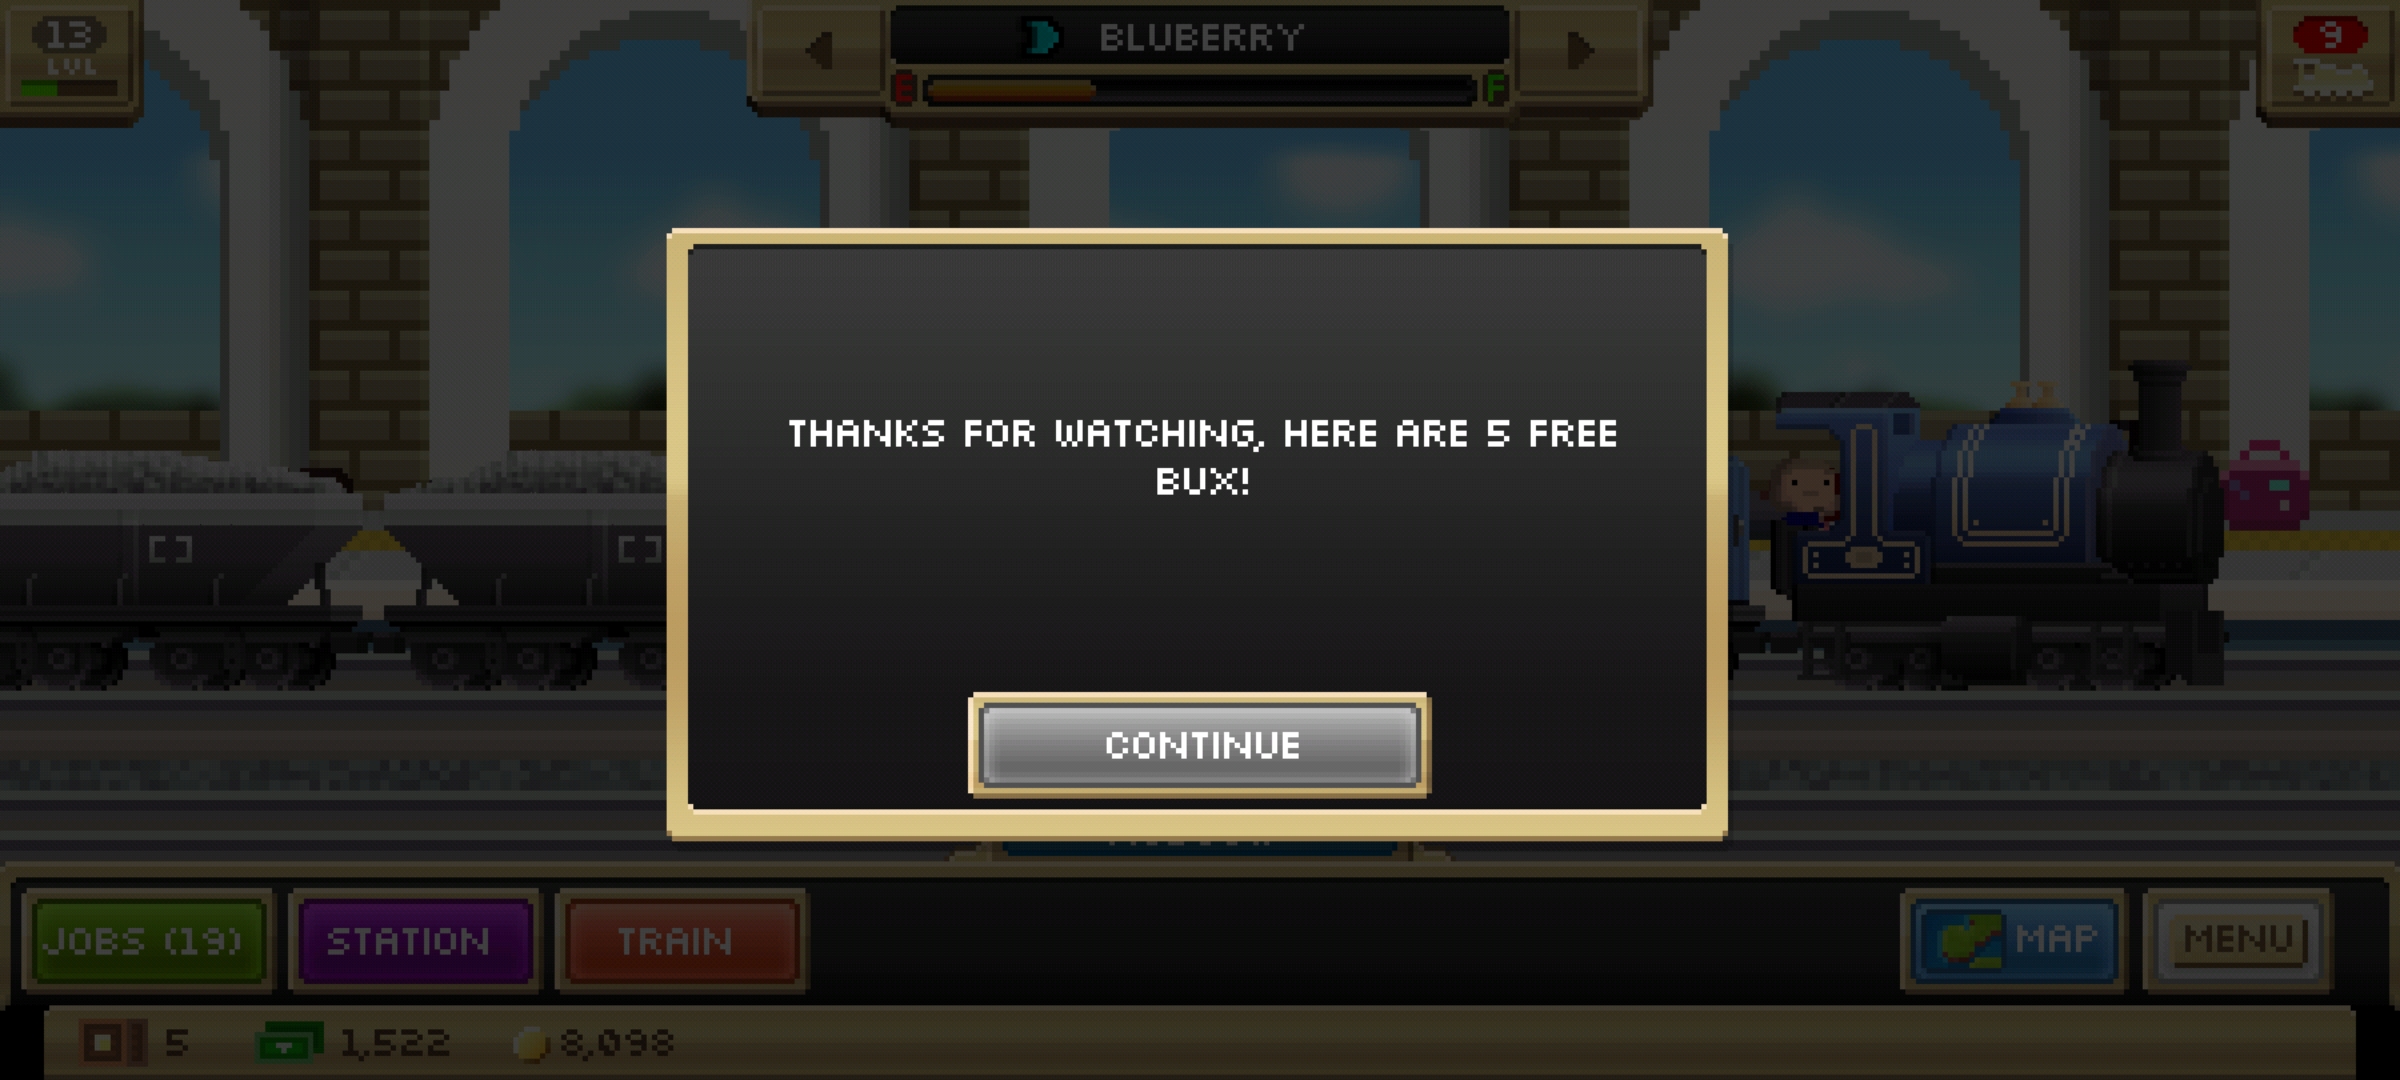 13
LVL
BLUBERRY
E
F
9
THANKS FOR WATCHING, HERE ARE 5 FREE
BUX!
CONTINUE
JOBS (19)
STATION
TRAIN
MAP
MENU
5
1,522
8,098